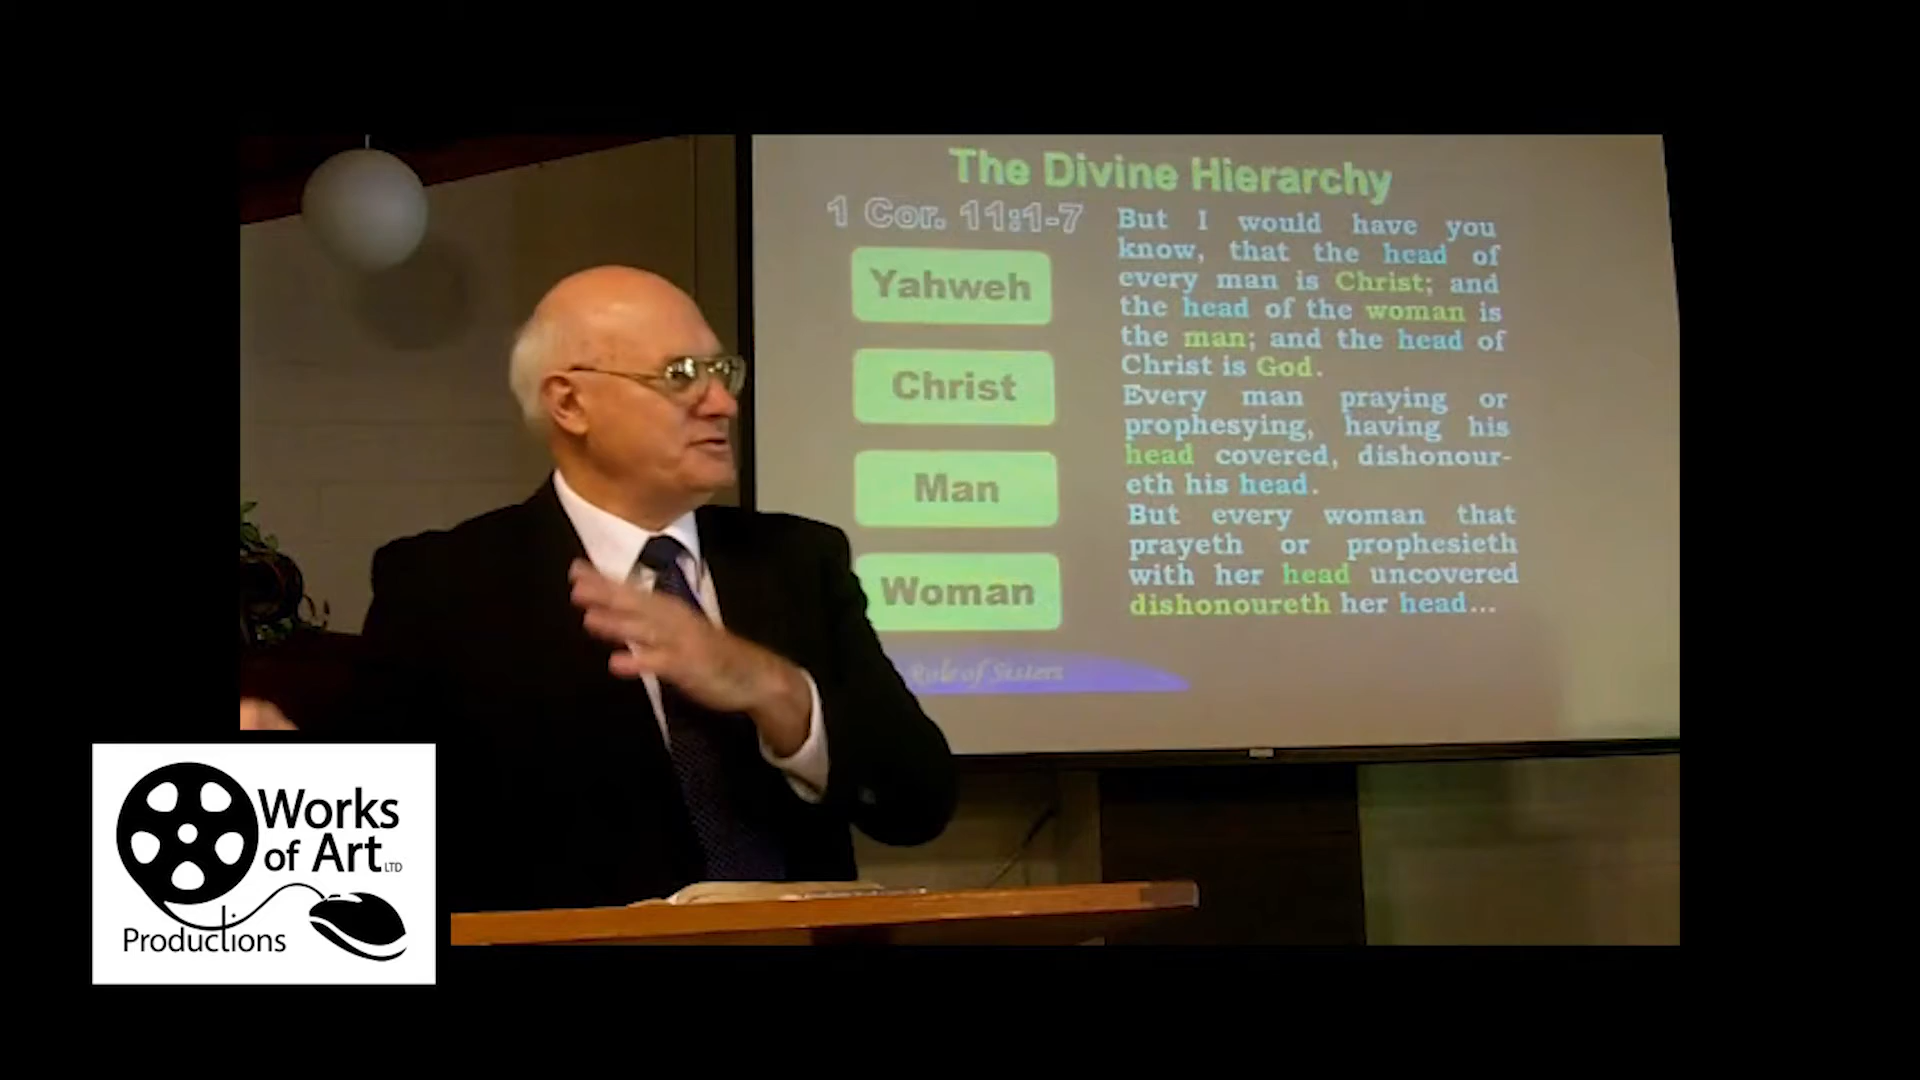 The Divine Hierarchy
1 Cor. 11:1-7
Yahweh
Christ
Man
Woman
But I would have you
know, that the head of
every man is Christ; and
the head of the woman is
the man; and the head of
Christ is God.
Every man praying or
prophesying, having his
head covered, dishonour-
eth his head.
But every woman that
prayeth or prophesieth
with her head uncovered
dishonoureth her head...
Role of Sisters
Works
of Art LTD
Productions